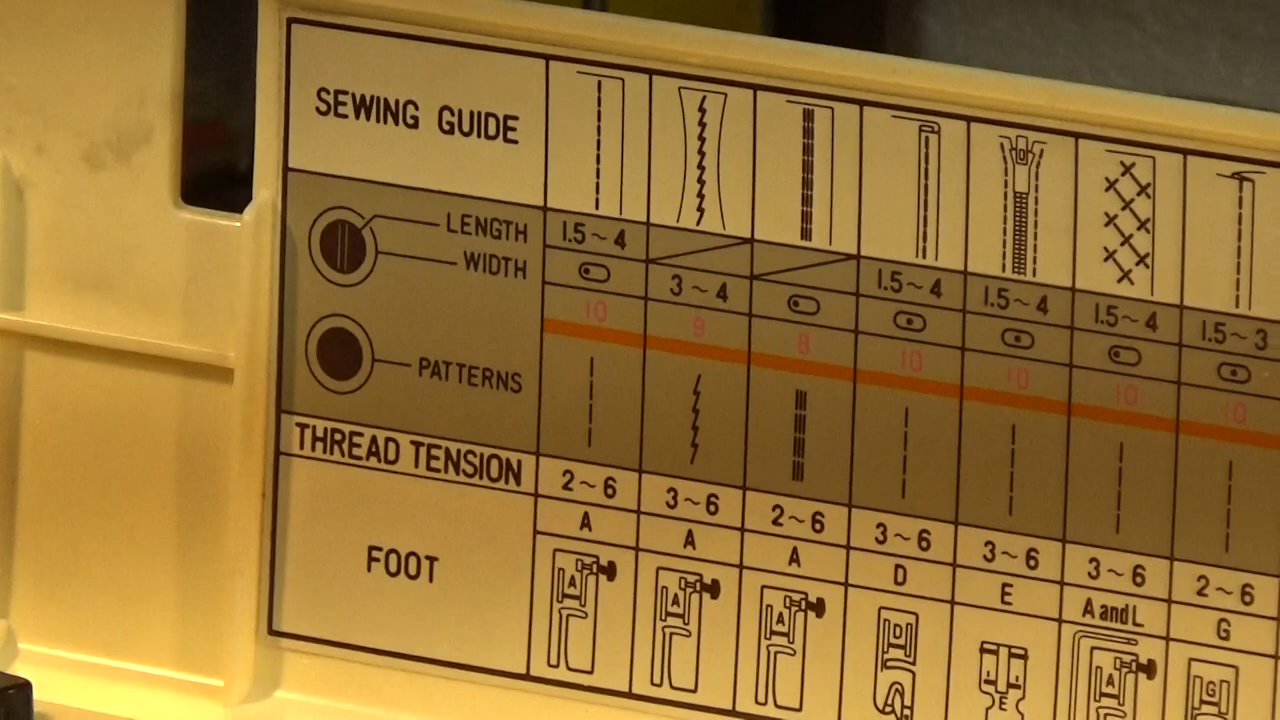 SEWING GUIDE
LENGTH 1.5~4 1.5~4 1.5~4 1.5~4 1.5~3
WIDTH 3~4
10 9 8 10 10 10 10
PATTERNS
THREAD TENSION 2~6 3~6 2~6 3~6 3~6 3~6 2~6
FOOT A A A D E A and L G
A A A D E A G